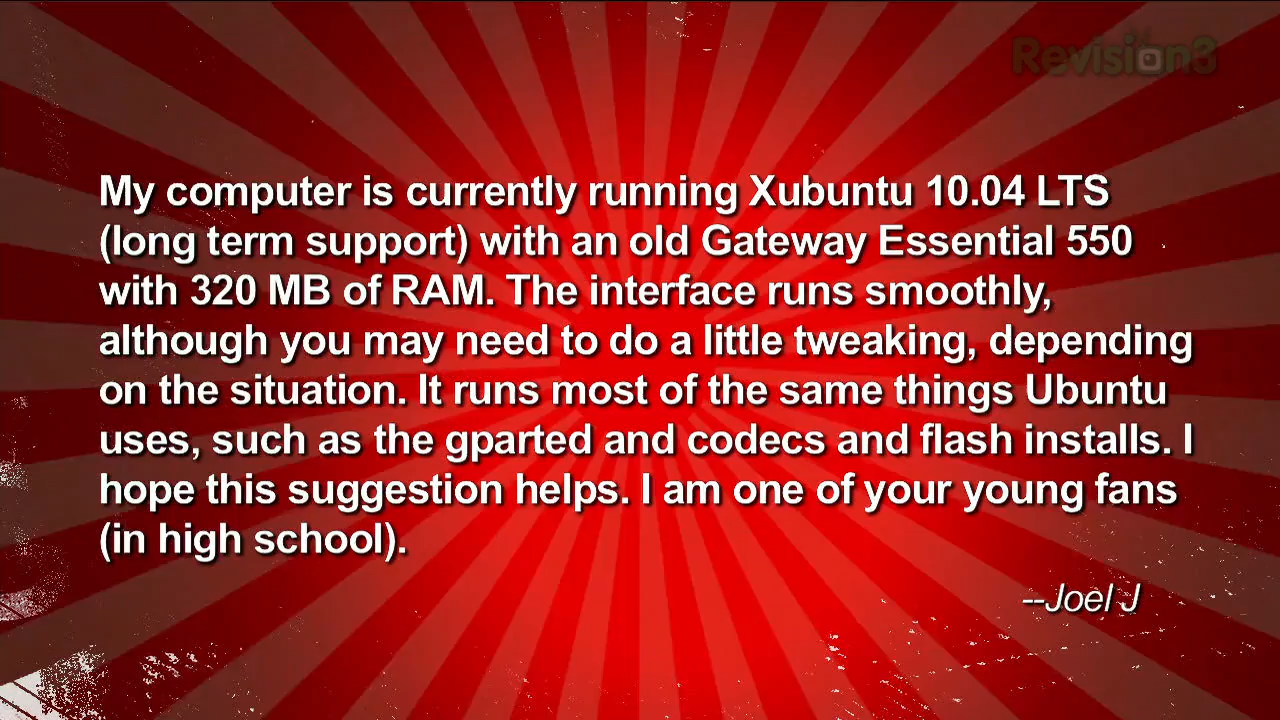 Revision3
My computer is currently running Xubuntu 10.04 LTS
(long term support) with an old Gateway Essential 550
with 320 MB of RAM. The interface runs smoothly,
although you may need to do a little tweaking, depending
on the situation. It runs most of the same things Ubuntu
uses, such as the gparted and codecs and flash installs. I
hope this suggestion helps. I am one of your young fans
(in high school).
--Joel J